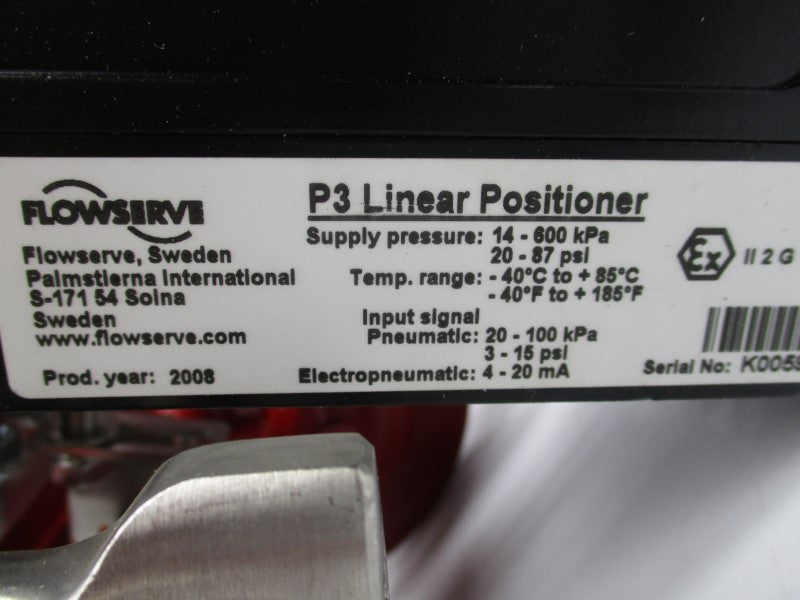 FLOWSERVE
Flowserve, Sweden
Palmstierna International
S-171 54 Solna
Sweden
www.flowserve.com
Prod. year: 2008
P3 Linear Positioner
Supply pressure: 14 - 600 kPa
20 - 87 psi
Temp. range: - 40°C to + 85°C
- 40°F to + 185°F
Input signal
Pneumatic: 20 - 100 kPa
3 - 15 psi
Electropneumatic: 4 - 20 mA
Ex II 2 G
Serial No: K0059